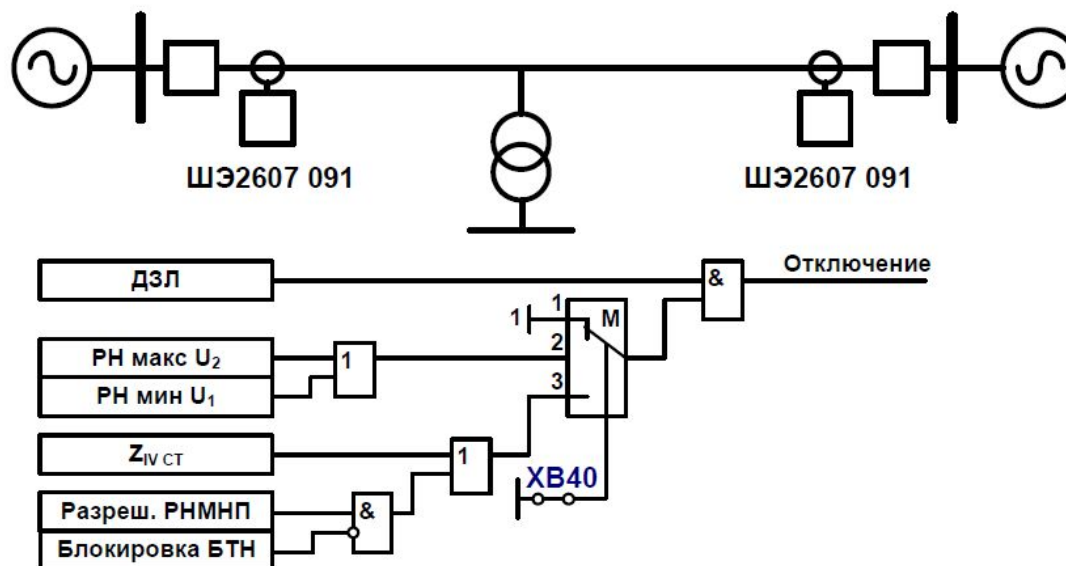 ШЭ2607 091
ШЭ2607 091
ДЗЛ
&
Отключение
1
1
М
2
3
РН макс U₂
1
РН мин U₁
Z_IV СТ
1
ХВ40
Разреш. РНМНП
&
Блокировка БТН